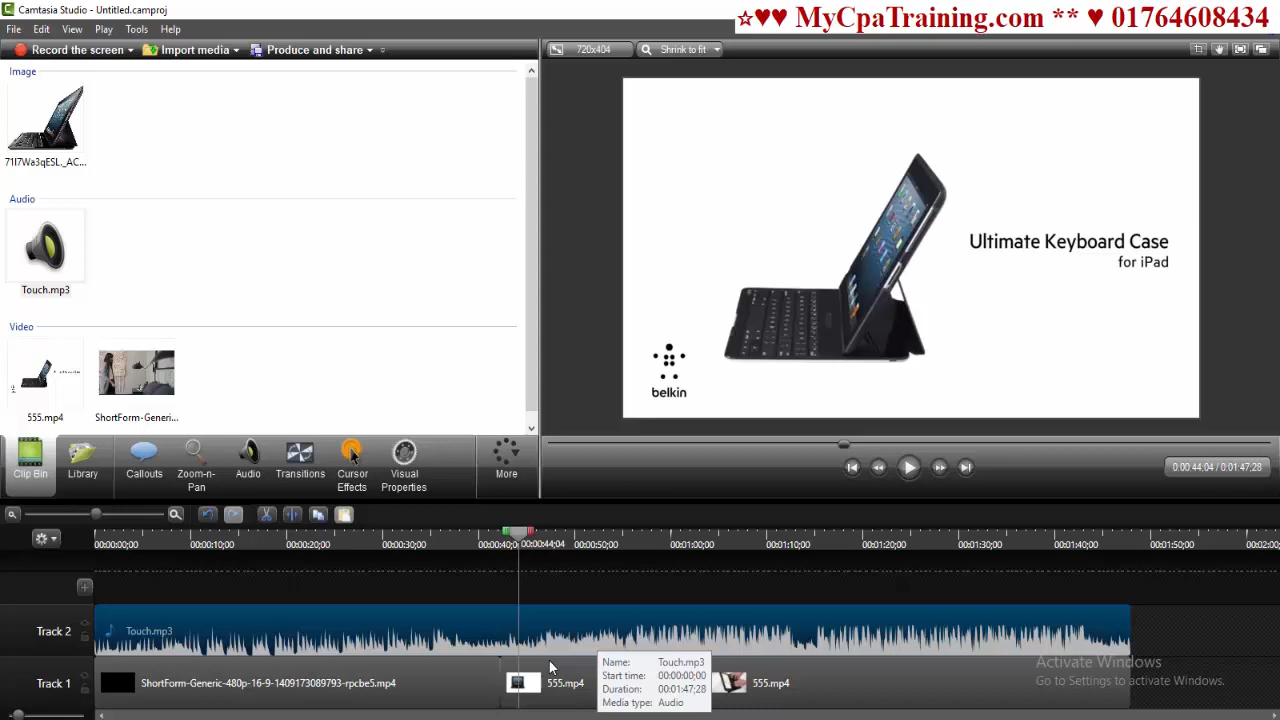 Camtasia Studio - Untitled.camproj
☆♥♥ MyCpaTraining.com ** ♥ 01764608434
File Edit View Play Tools Help
Record the screen Import media Produce and share
720x404 Shrink to fit
Image
71I7Wa3qESL._AC...
Audio
Touch.mp3
Video
555.mp4 ShortForm-Generi...
Ultimate Keyboard Case
for iPad
belkin
Clip Bin Library Callouts Zoom-n-Pan Audio Transitions Cursor Effects Visual Properties More
0:00:44;04 / 0:01:47;28
00:00:00;00 00:00:10;00 00:00:20;00 00:00:30;00 00:00:40;0 00:00:44;04 00:00:50;00 00:01:00;00 00:01:10;00 00:01:20;00 00:01:30;00 00:01:40;00 00:01:50;00 00:02:0
Track 2 Touch.mp3
Name: Touch.mp3
Start time: 00:00:00;00
Duration: 00:01:47;28
Media type: Audio
Track 1 ShortForm-Generic-480p-16-9-1409173089793-rpcbe5.mp4 555.mp4 555.mp4
Activate Windows
Go to Settings to activate Windows.